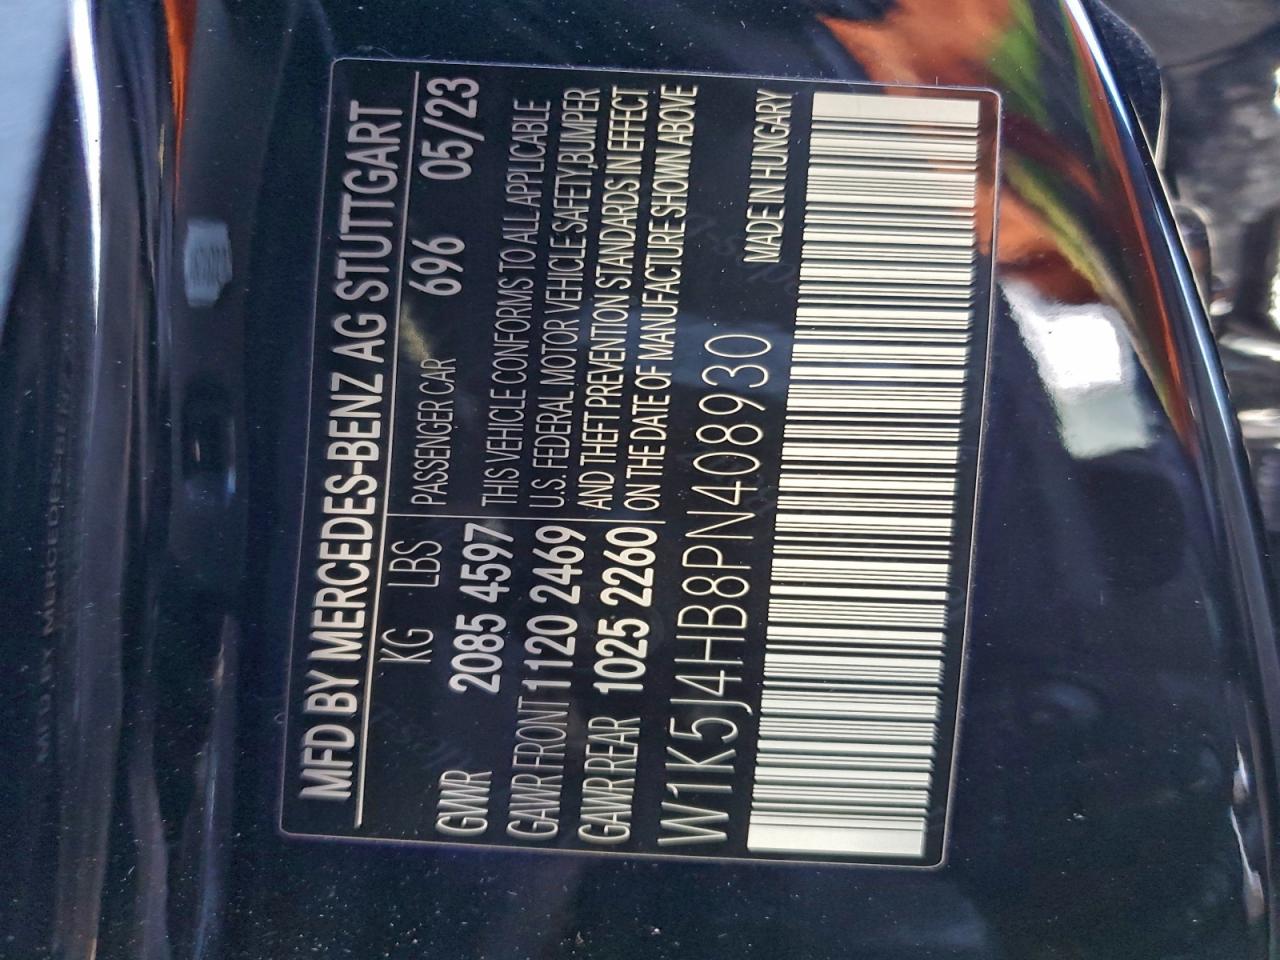 MFD BY MERCEDES-BENZ AG STUTTGART
KG LBS PASSENGER CAR 696 05/23
GVWR 2085 4597 THIS VEHICLE CONFORMS TO ALL APPLICABLE
GAWR FRONT 1120 2469 U.S. FEDERAL MOTOR VEHICLE SAFETY,BUMPER
GAWR REAR 1025 2260 AND THEFT PREVENTION STANDARDS IN EFFECT
ON THE DATE OF MANUFACTURE SHOWN ABOVE
W1K5J4HB8PN408930
MADE IN HUNGARY